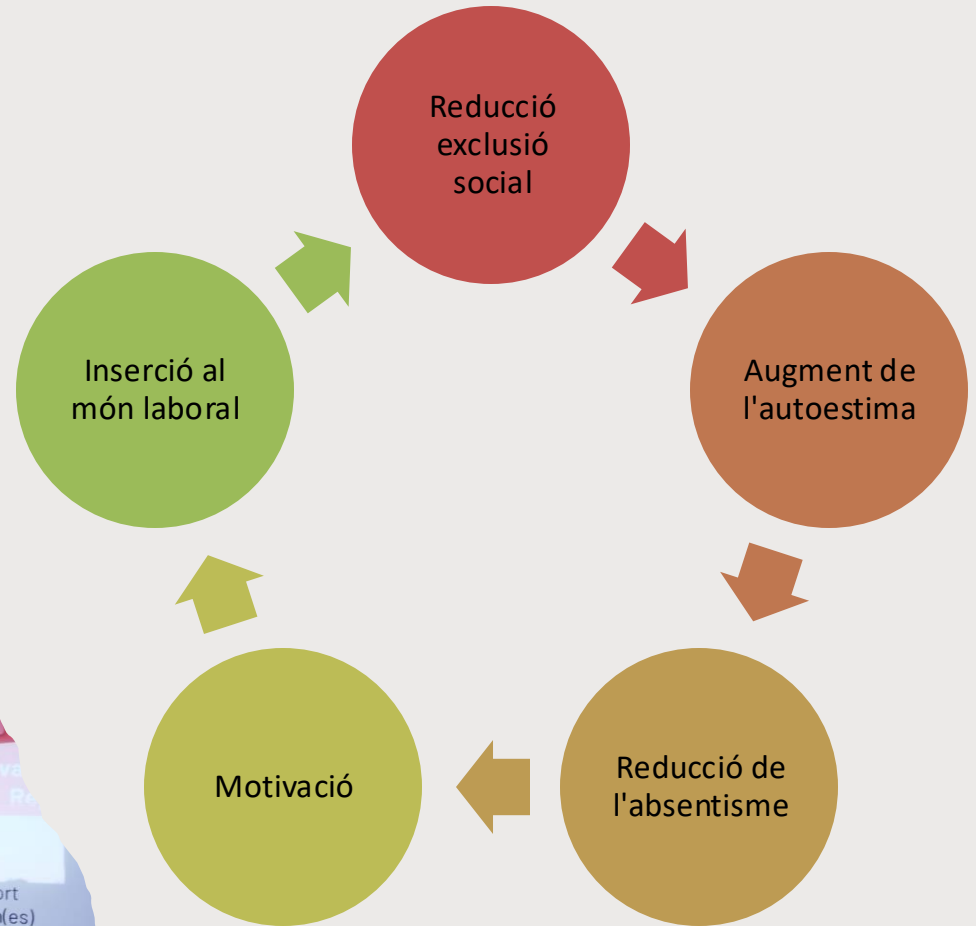 Reducció
exclusió
social
Augment de
l'autoestima
Reducció de
l'absentisme
Motivació
Inserció al
món laboral